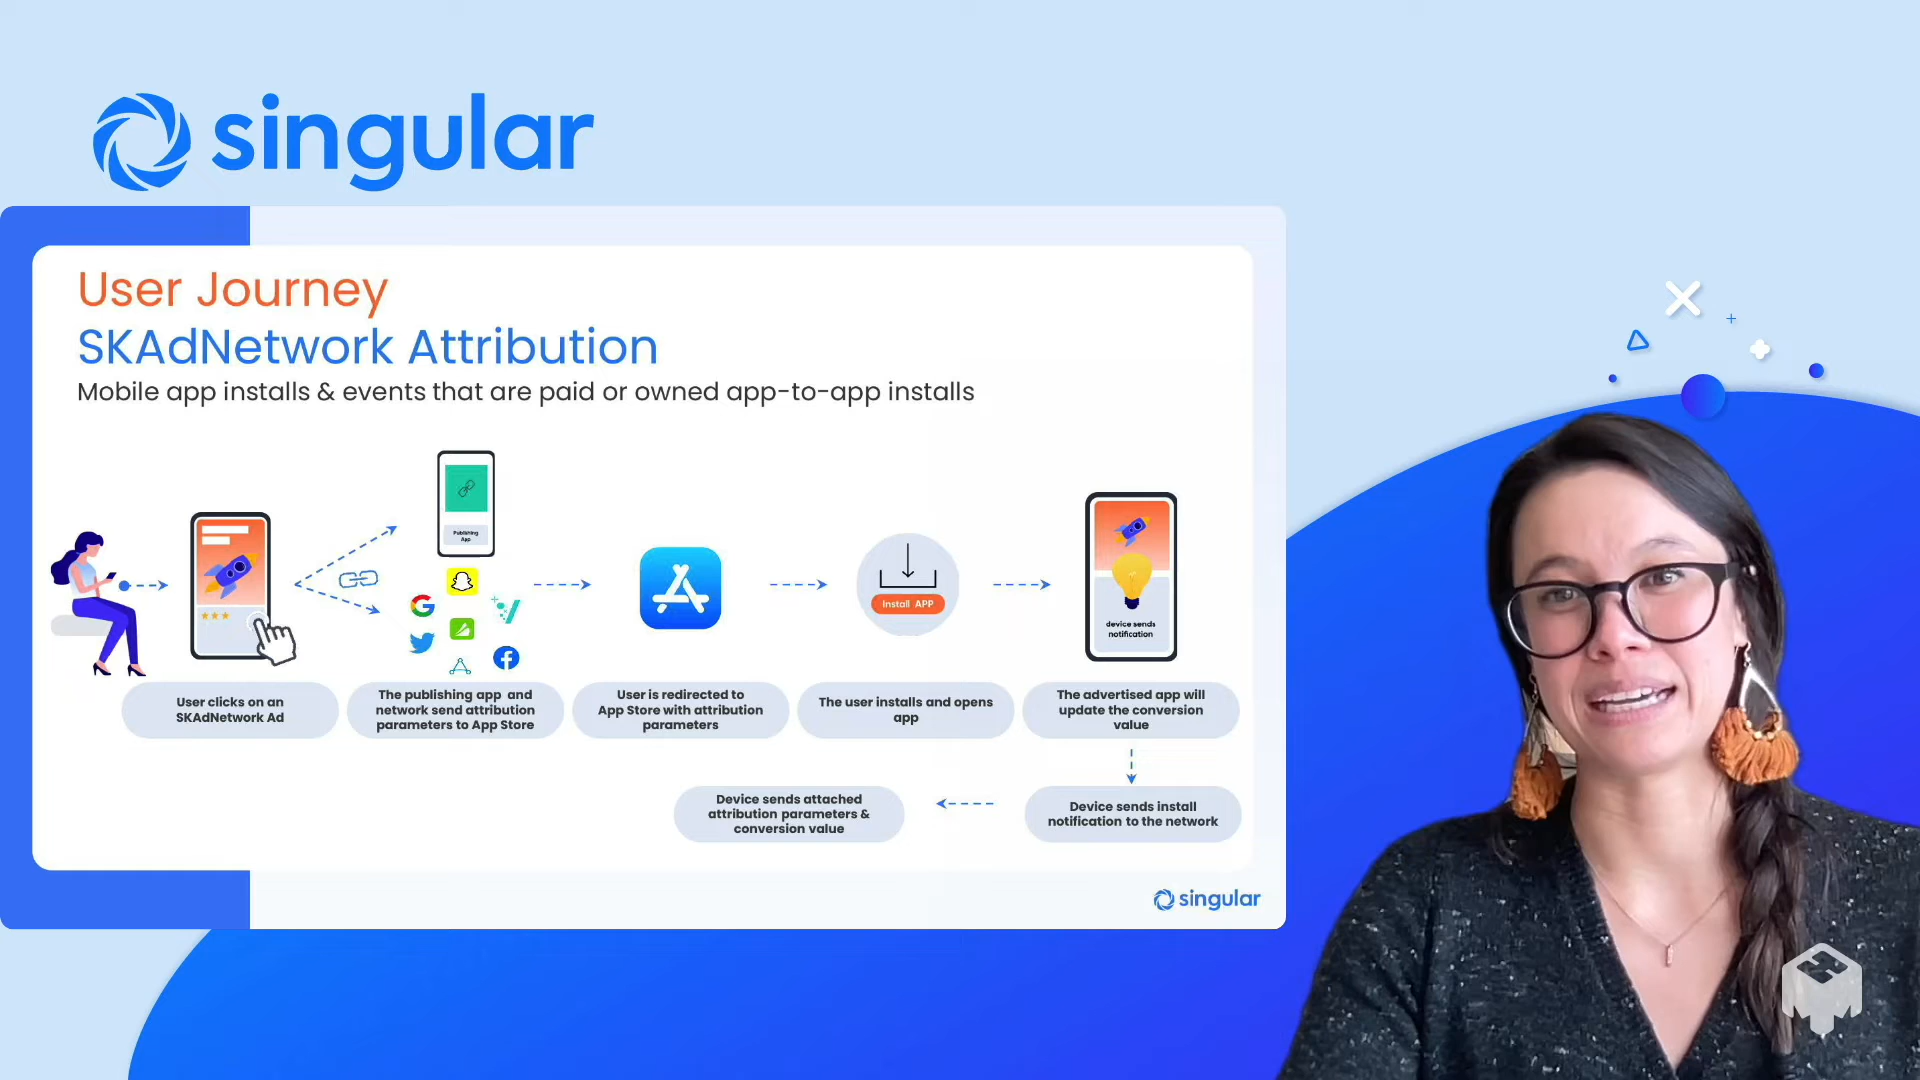 singular
User Journey
SKAdNetwork Attribution
Mobile app installs & events that are paid or owned app-to-app installs
Publishing
App
Install APP
device sends
notification
User clicks on an
SKAdNetwork Ad
The publishing app and
network send attribution
parameters to App Store
User is redirected to
App Store with attribution
parameters
The user installs and opens
app
The advertised app will
update the conversion
value
Device sends install
notification to the network
Device sends attached
attribution parameters &
conversion value
singular